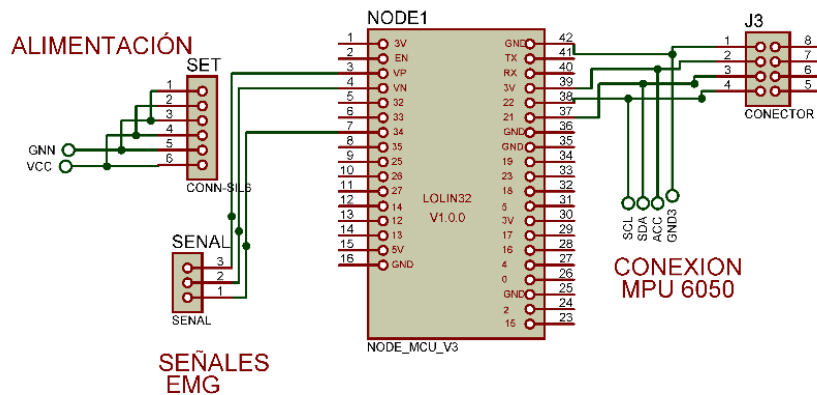 ALIMENTACIÓN
SET
1
2
3
4
5
6
GNN
VCC
CONN-SIL6
SENAL
3
2
1
SENAL
SEÑALES
EMG
NODE1
1 3V
2 EN
3 VP
4 VN
5 32
6 33
7 34
8 35
9 25
10 26
11 27
12 14
13 12
14 13
15 5V
16 GND
LOLIN32
V1.0.0
GND 42
TX 41
RX 40
3V 39
22 38
21 37
GND 36
GND 35
19 34
23 33
18 32
5 31
3V 30
17 29
16 28
4 27
0 26
GND 25
2 24
15 23
NODE_MCU_V3
J3
1 8
2 7
3 6
4 5
CONECTOR
SCL
SDA
ACC
GND3
CONEXION
MPU 6050